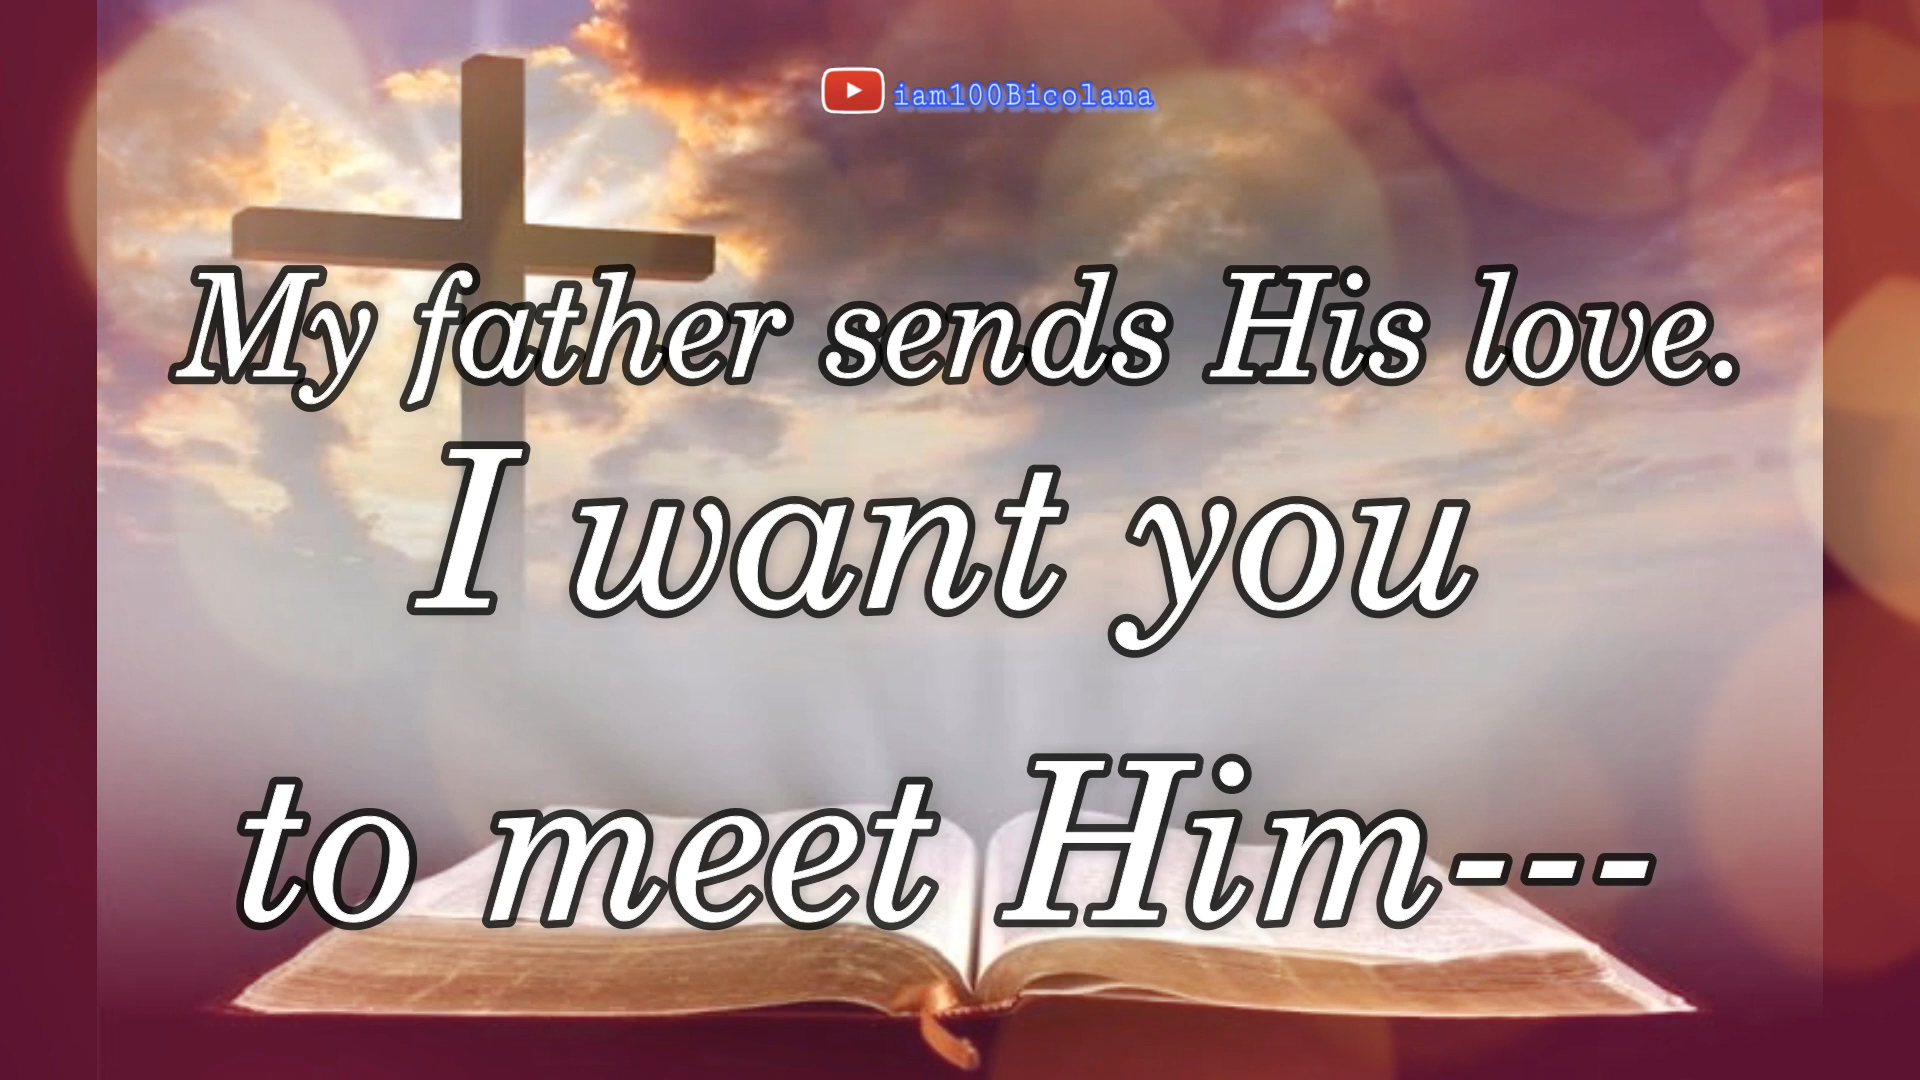 iam100Bicolana
My father sends His love.
I want you
to meet Him---